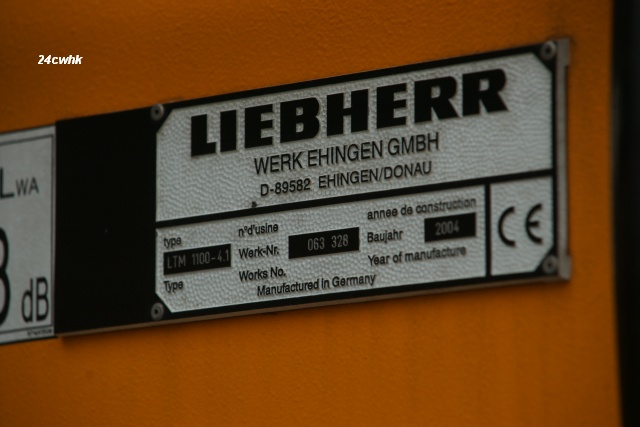 24cwhk
LWA
dB
LIEBHERR
WERK EHINGEN GMBH
D-89582 EHINGEN/DONAU
type
LTM 1100-4.1
Type
n°d'usine
Werk-Nr.
063 328
Works No.
annee de construction
Baujahr
2004
Year of manufacture
Manufactured in Germany
CE